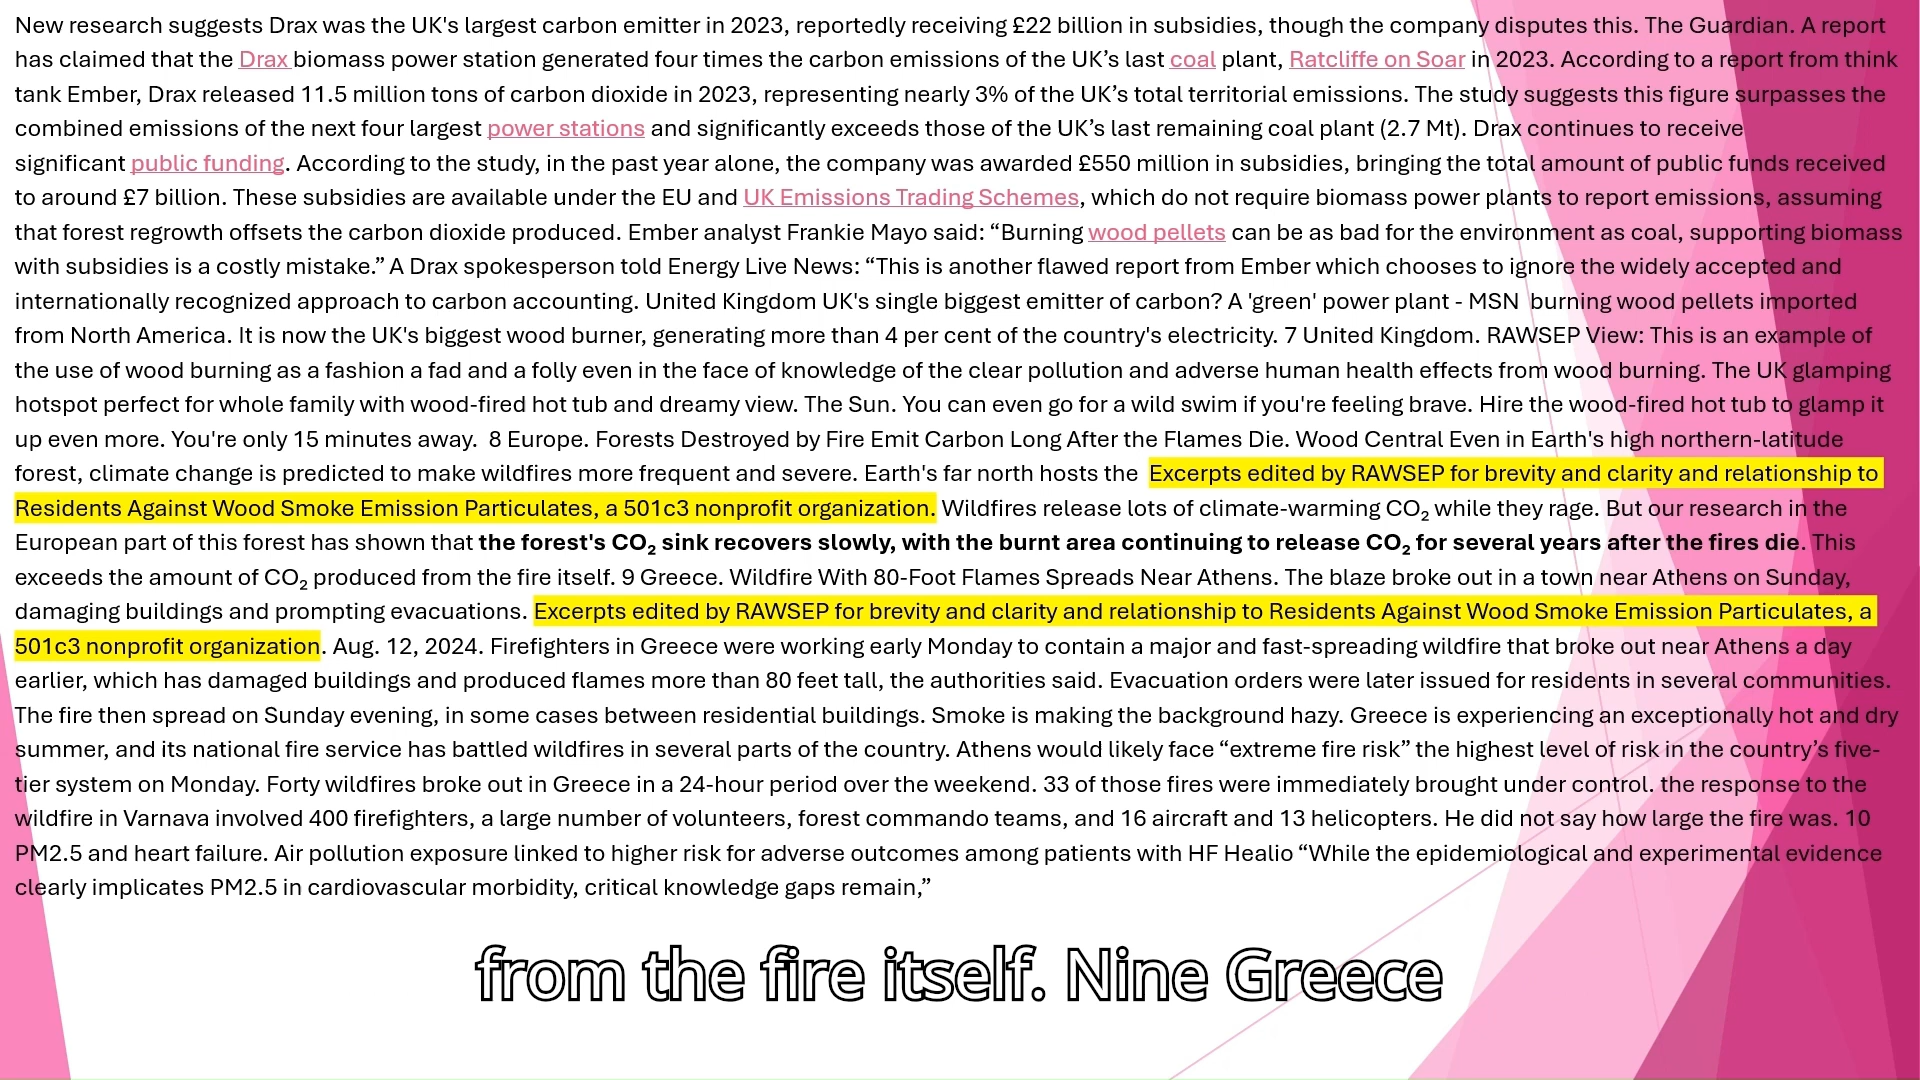 New research suggests Drax was the UK's largest carbon emitter in 2023, reportedly receiving £22 billion in subsidies, though the company disputes this. The Guardian. A report
has claimed that the Drax biomass power station generated four times the carbon emissions of the UK’s last coal plant, Ratcliffe on Soar in 2023. According to a report from think
tank Ember, Drax released 11.5 million tons of carbon dioxide in 2023, representing nearly 3% of the UK’s total territorial emissions. The study suggests this figure surpasses the
combined emissions of the next four largest power stations and significantly exceeds those of the UK’s last remaining coal plant (2.7 Mt). Drax continues to receive
significant public funding. According to the study, in the past year alone, the company was awarded £550 million in subsidies, bringing the total amount of public funds received
to around £7 billion. These subsidies are available under the EU and UK Emissions Trading Schemes, which do not require biomass power plants to report emissions, assuming
that forest regrowth offsets the carbon dioxide produced. Ember analyst Frankie Mayo said: “Burning wood pellets can be as bad for the environment as coal, supporting biomass
with subsidies is a costly mistake.” A Drax spokesperson told Energy Live News: “This is another flawed report from Ember which chooses to ignore the widely accepted and
internationally recognized approach to carbon accounting. United Kingdom UK's single biggest emitter of carbon? A 'green' power plant - MSN burning wood pellets imported
from North America. It is now the UK's biggest wood burner, generating more than 4 per cent of the country's electricity. 7 United Kingdom. RAWSEP View: This is an example of
the use of wood burning as a fashion a fad and a folly even in the face of knowledge of the clear pollution and adverse human health effects from wood burning. The UK glamping
hotspot perfect for whole family with wood-fired hot tub and dreamy view. The Sun. You can even go for a wild swim if you're feeling brave. Hire the wood-fired hot tub to glamp it
up even more. You're only 15 minutes away. 8 Europe. Forests Destroyed by Fire Emit Carbon Long After the Flames Die. Wood Central Even in Earth's high northern-latitude
forest, climate change is predicted to make wildfires more frequent and severe. Earth's far north hosts the Excerpts edited by RAWSEP for brevity and clarity and relationship to
Residents Against Wood Smoke Emission Particulates, a 501c3 nonprofit organization. Wildfires release lots of climate-warming CO₂ while they rage. But our research in the
European part of this forest has shown that the forest's CO₂ sink recovers slowly, with the burnt area continuing to release CO₂ for several years after the fires die. This
exceeds the amount of CO₂ produced from the fire itself. 9 Greece. Wildfire With 80-Foot Flames Spreads Near Athens. The blaze broke out in a town near Athens on Sunday,
damaging buildings and prompting evacuations. Excerpts edited by RAWSEP for brevity and clarity and relationship to Residents Against Wood Smoke Emission Particulates, a
501c3 nonprofit organization. Aug. 12, 2024. Firefighters in Greece were working early Monday to contain a major and fast-spreading wildfire that broke out near Athens a day
earlier, which has damaged buildings and produced flames more than 80 feet tall, the authorities said. Evacuation orders were later issued for residents in several communities.
The fire then spread on Sunday evening, in some cases between residential buildings. Smoke is making the background hazy. Greece is experiencing an exceptionally hot and dry
summer, and its national fire service has battled wildfires in several parts of the country. Athens would likely face “extreme fire risk” the highest level of risk in the country’s five-
tier system on Monday. Forty wildfires broke out in Greece in a 24-hour period over the weekend. 33 of those fires were immediately brought under control. the response to the
wildfire in Varnava involved 400 firefighters, a large number of volunteers, forest commando teams, and 16 aircraft and 13 helicopters. He did not say how large the fire was. 10
PM2.5 and heart failure. Air pollution exposure linked to higher risk for adverse outcomes among patients with HF Healio “While the epidemiological and experimental evidence
clearly implicates PM2.5 in cardiovascular morbidity, critical knowledge gaps remain,”
from the fire itself. Nine Greece